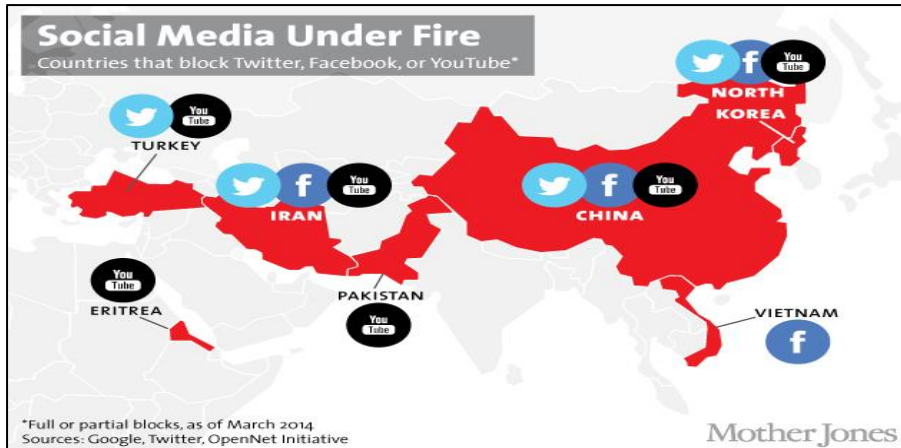 Social Media Under Fire
Countries that block Twitter, Facebook, or YouTube*
f
You
Tube
NORTH
KOREA
You
Tube
TURKEY
f
You
Tube
IRAN
f
You
Tube
CHINA
You
Tube
ERITREA
PAKISTAN
You
Tube
VIETNAM
f
*Full or partial blocks, as of March 2014
Sources: Google, Twitter, OpenNet Initiative
Mother Jones